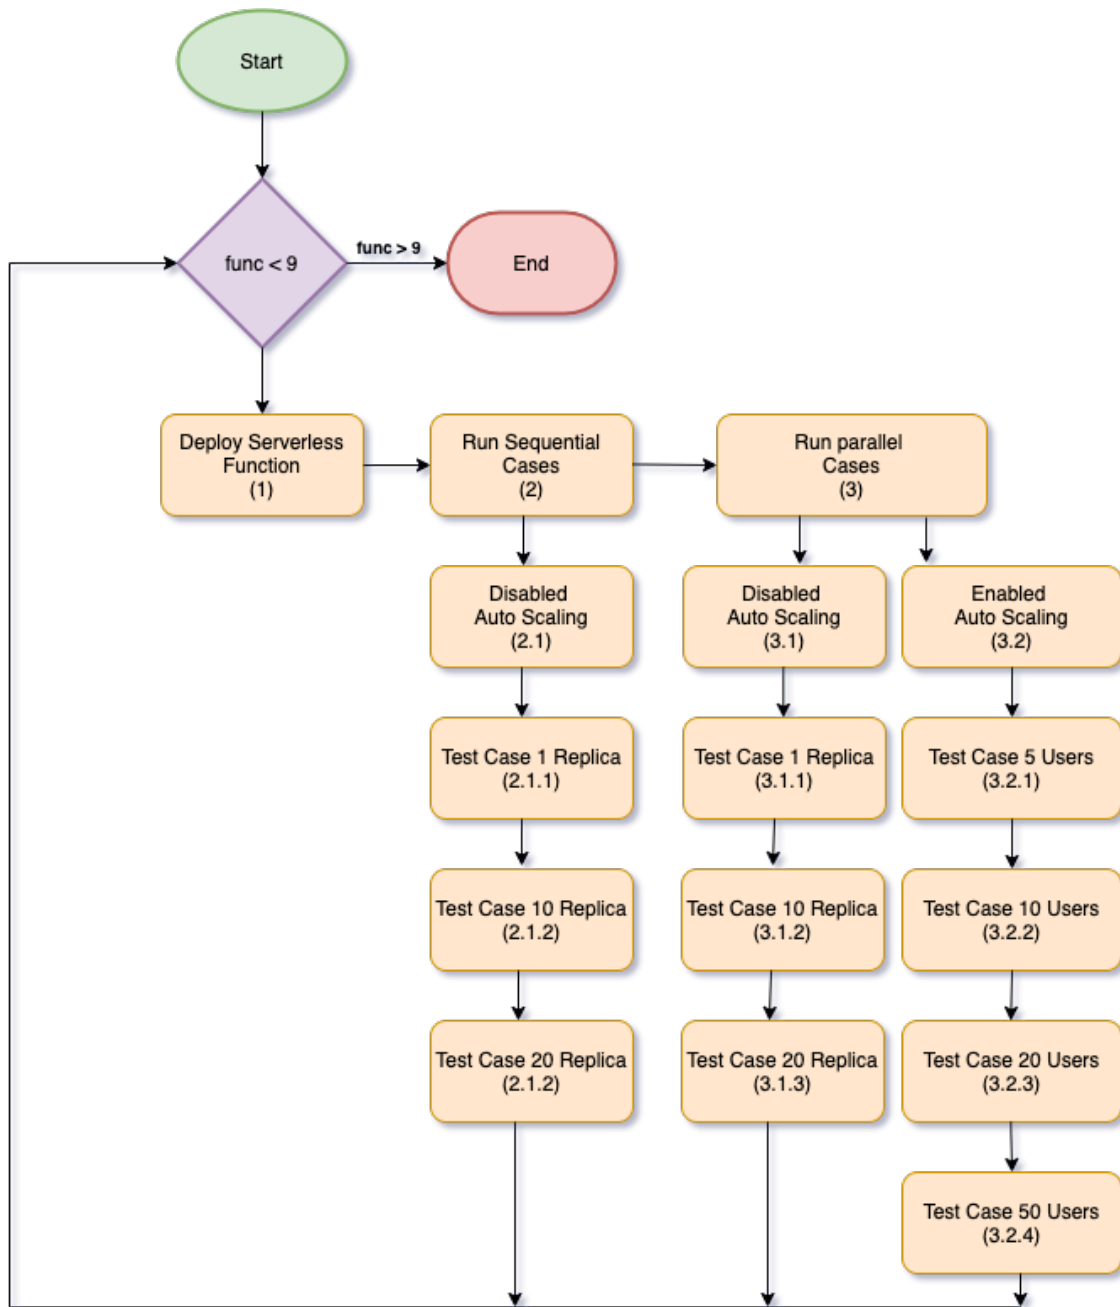 Start
func < 9
func > 9
End
Deploy Serverless
Function
(1)
Run Sequential
Cases
(2)
Run parallel
Cases
(3)
Disabled
Auto Scaling
(2.1)
Disabled
Auto Scaling
(3.1)
Enabled
Auto Scaling
(3.2)
Test Case 1 Replica
(2.1.1)
Test Case 1 Replica
(3.1.1)
Test Case 5 Users
(3.2.1)
Test Case 10 Replica
(2.1.2)
Test Case 10 Replica
(3.1.2)
Test Case 10 Users
(3.2.2)
Test Case 20 Replica
(2.1.2)
Test Case 20 Replica
(3.1.3)
Test Case 20 Users
(3.2.3)
Test Case 50 Users
(3.2.4)